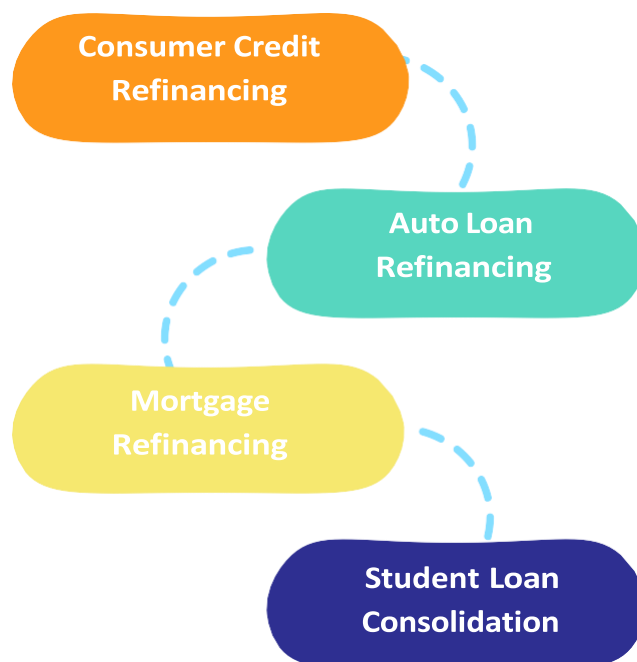 Consumer Credit
Refinancing
Auto Loan
Refinancing
Mortgage
Refinancing
Student Loan
Consolidation